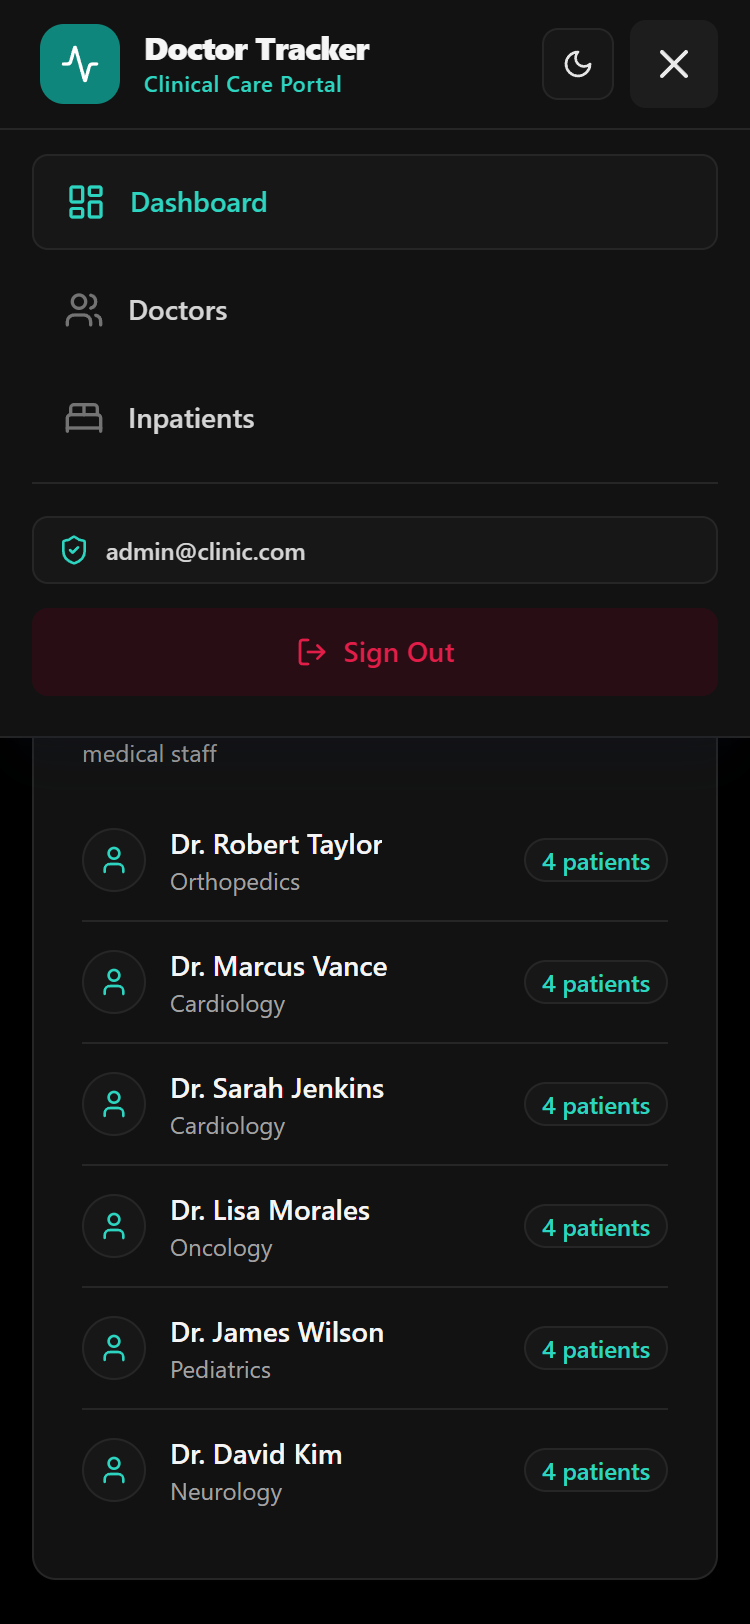 Doctor Tracker
Clinical Care Portal
Dashboard
Doctors
Inpatients
admin@clinic.com
Sign Out
medical staff
Dr. Robert Taylor
Orthopedics
4 patients
Dr. Marcus Vance
Cardiology
4 patients
Dr. Sarah Jenkins
Cardiology
4 patients
Dr. Lisa Morales
Oncology
4 patients
Dr. James Wilson
Pediatrics
4 patients
Dr. David Kim
Neurology
4 patients